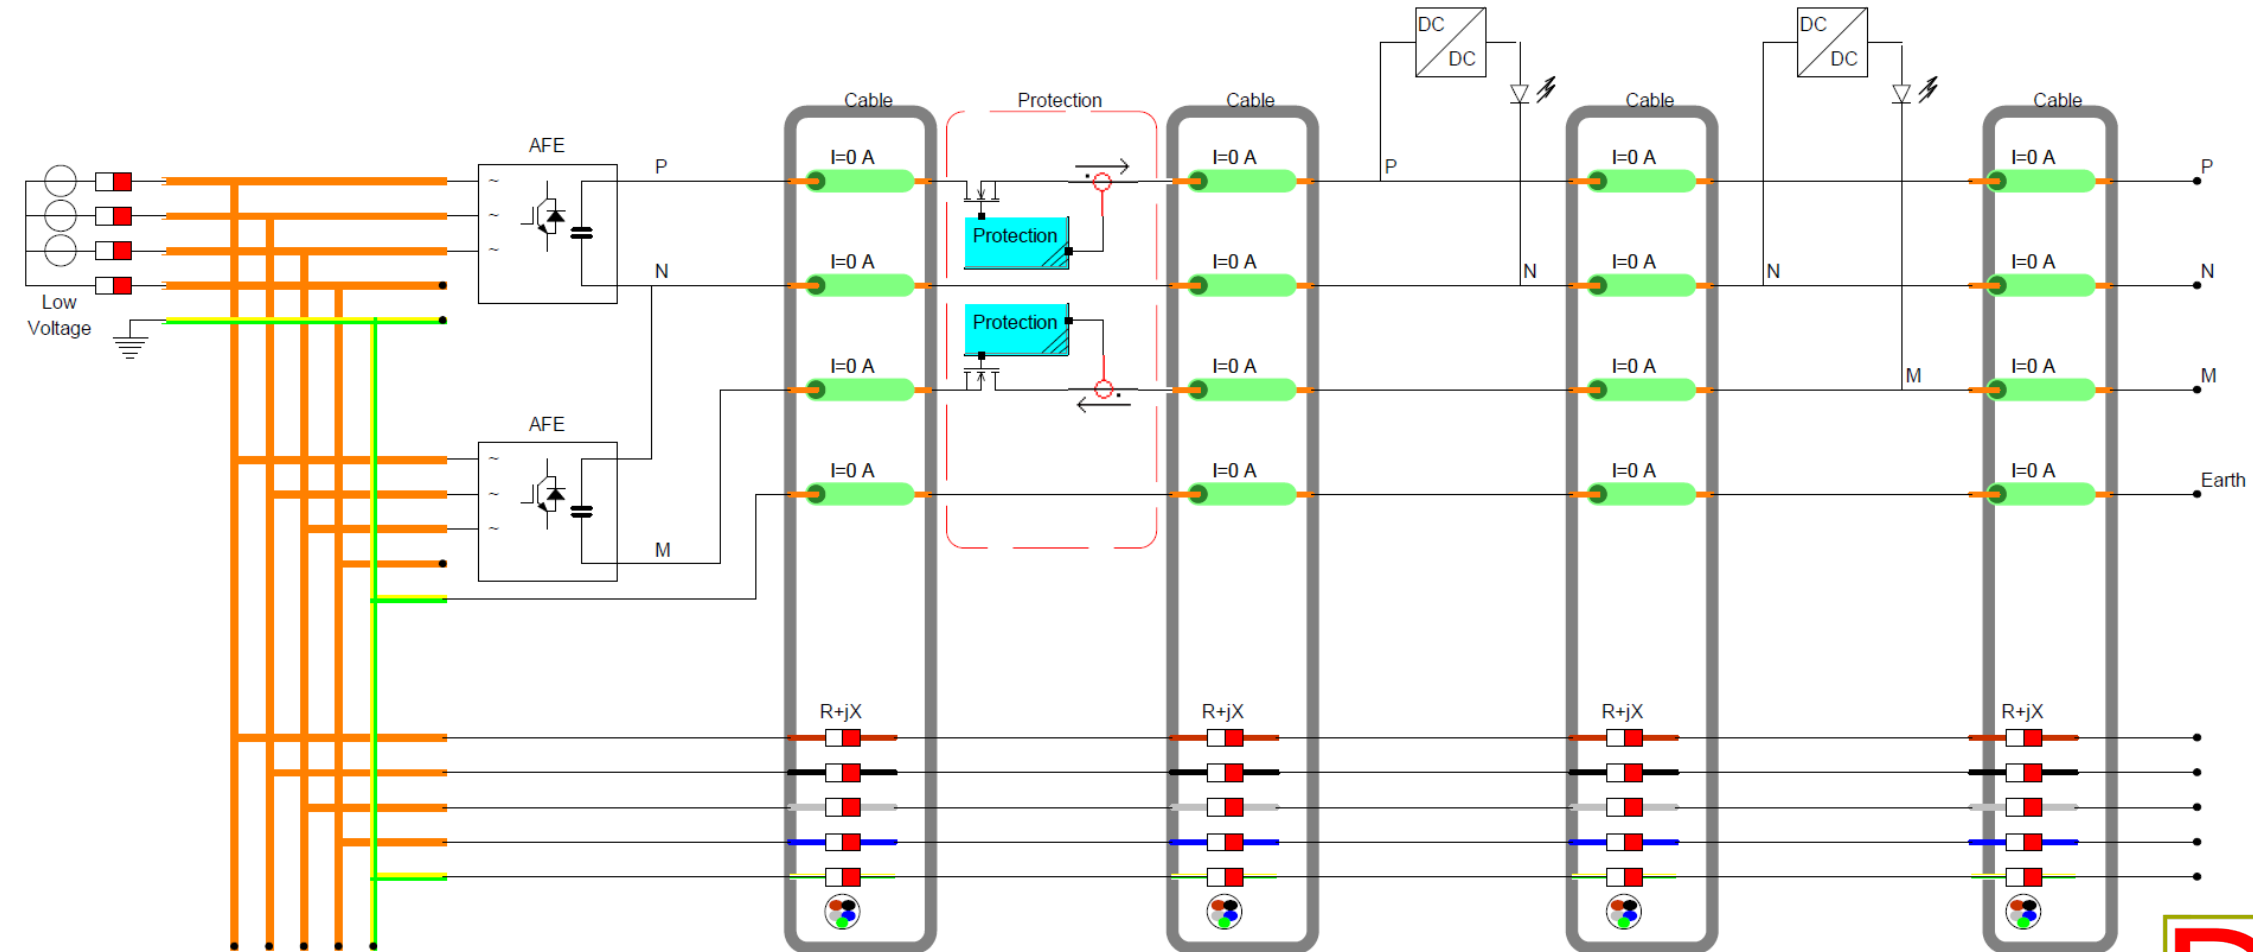 DC
DC
DC
DC
Cable
Protection
Cable
Cable
Cable
AFE
I=0 A
I=0 A
I=0 A
I=0 A
P
P
P
~
~
~
Protection
I=0 A
I=0 A
I=0 A
I=0 A
N
N
N
N
Low
Voltage
Protection
I=0 A
I=0 A
I=0 A
I=0 A
M
M
AFE
I=0 A
I=0 A
I=0 A
I=0 A
~
~
~
Earth
M
R+jX
R+jX
R+jX
R+jX